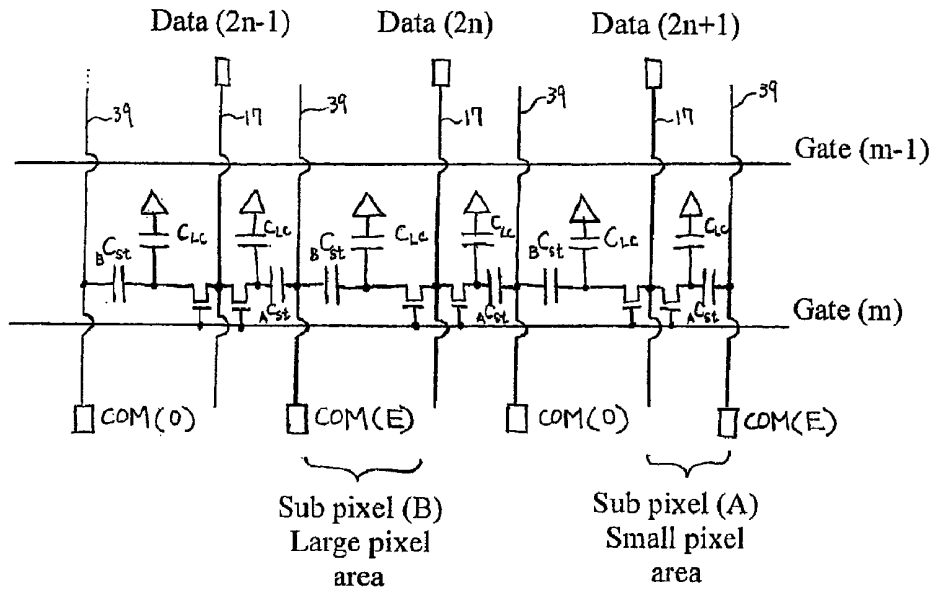 Data (2n-1) Data (2n) Data (2n+1)
39 17 39 17 39 17 39
Gate (m-1)
BCst CLC CLC BCst CLC CLC BCst CLC CLC
ACst ACst ACst
Gate (m)
COM(O) COM(E) COM(O) COM(E)
Sub pixel (B) Sub pixel (A)
Large pixel Small pixel
area area